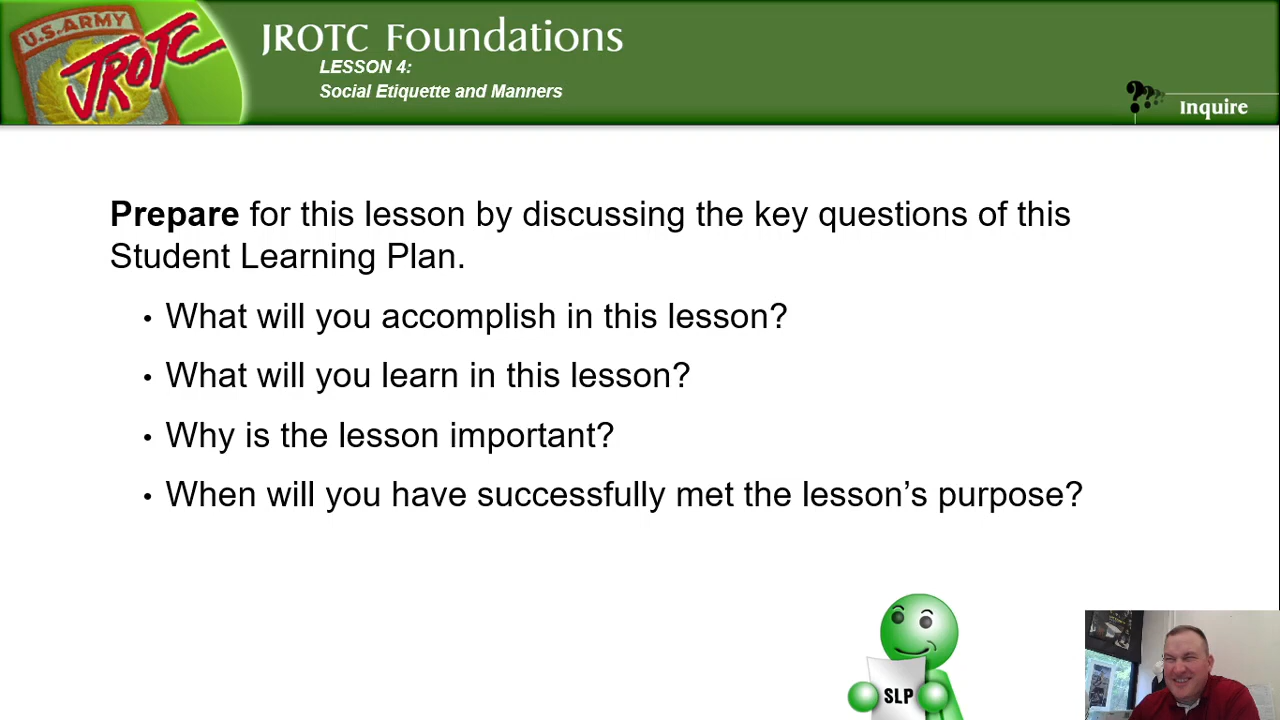 U.S. ARMY
JROTC
JROTC Foundations
LESSON 4:
Social Etiquette and Manners
Inquire
Prepare for this lesson by discussing the key questions of this
Student Learning Plan.
• What will you accomplish in this lesson?
• What will you learn in this lesson?
• Why is the lesson important?
• When will you have successfully met the lesson’s purpose?
SLP